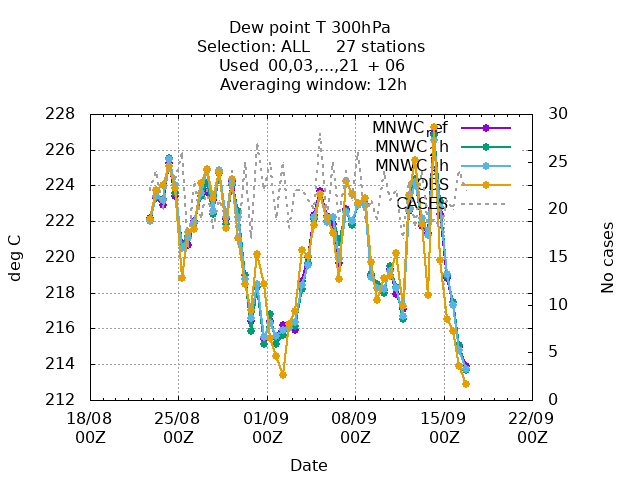 Dew point T 300hPa
Selection: ALL 27 stations
Used 00,03,...,21 + 06
Averaging window: 12h
228
226
224
222
220
218
216
214
212
30
25
20
15
10
5
0
deg C
No cases
MNWC_ref
OBS
CASES
18/08 25/08 01/09 08/09 15/09 22/09
00Z 00Z 00Z 00Z 00Z 00Z
Date